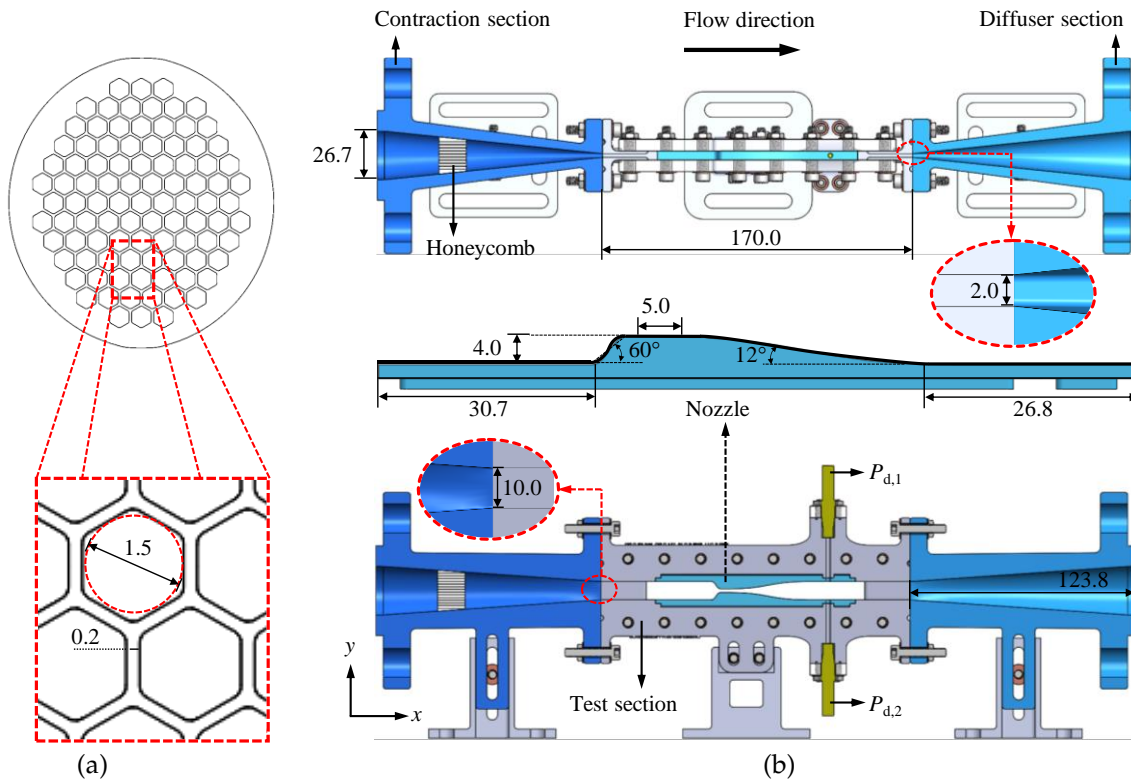 Contraction section
Flow direction
Diffuser section
26.7
Honeycomb
170.0
2.0
5.0
4.0
60°
12°
30.7
Nozzle
26.8
10.0
P_d,1
1.5
0.2
123.8
y
x
Test section
P_d,2
(a)
(b)